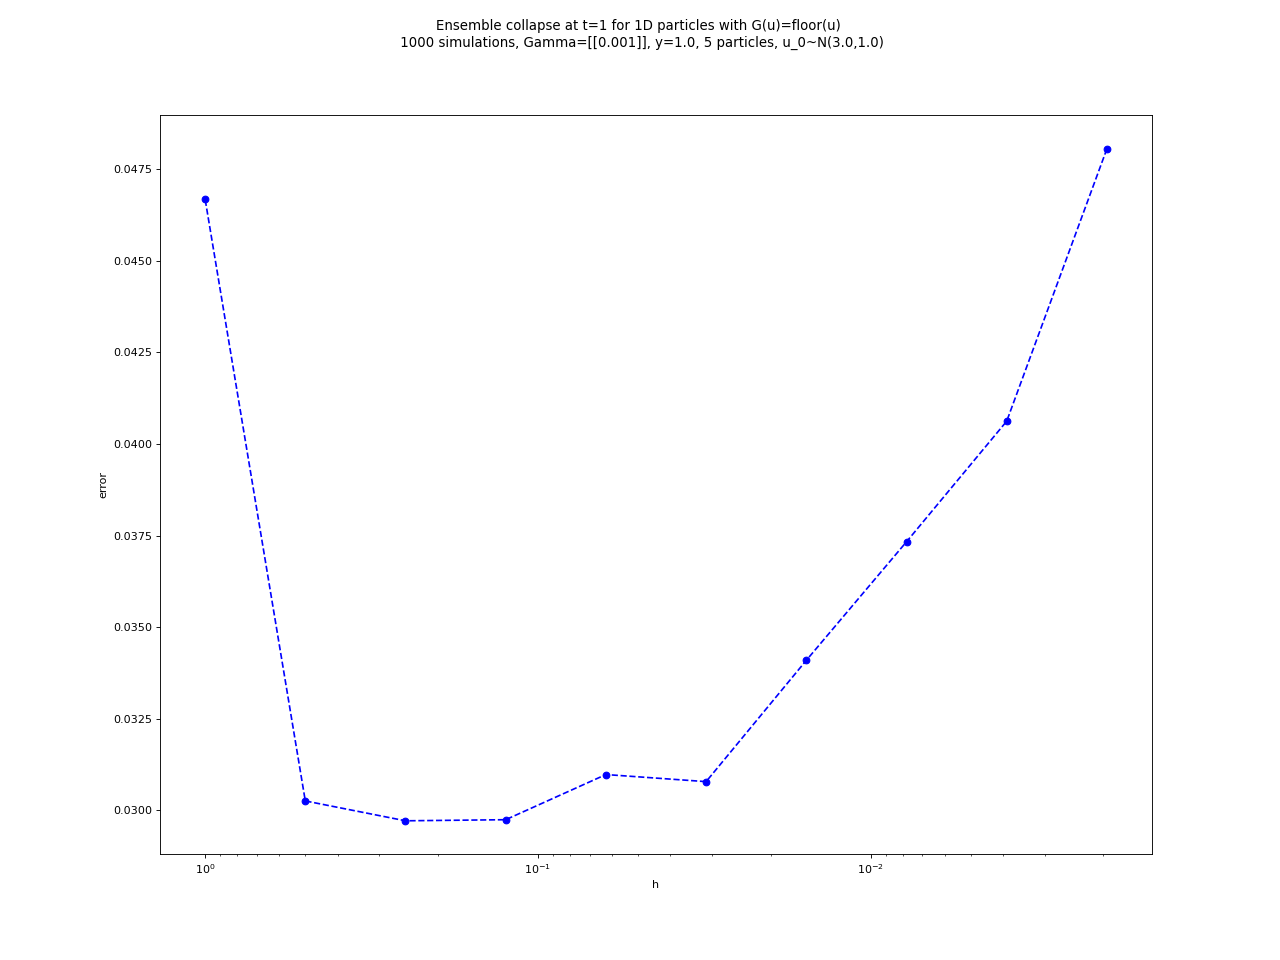 Ensemble collapse at t=1 for 1D particles with G(u)=floor(u)
1000 simulations, Gamma=[[0.001]], y=1.0, 5 particles, u_0~N(3.0,1.0)
0.0475
0.0450
0.0425
0.0400
0.0375
0.0350
0.0325
0.0300
error
10⁰
10⁻¹
10⁻²
h